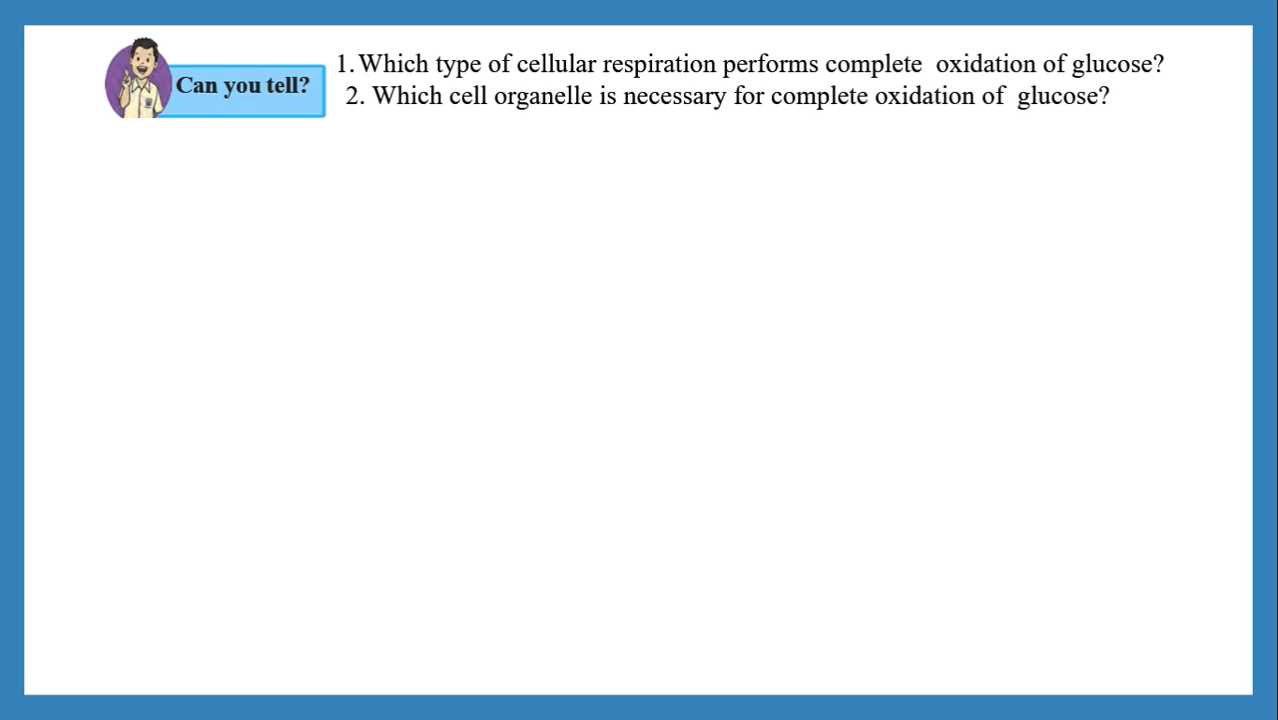 Can you tell?
1. Which type of cellular respiration performs complete oxidation of glucose?
2. Which cell organelle is necessary for complete oxidation of glucose?